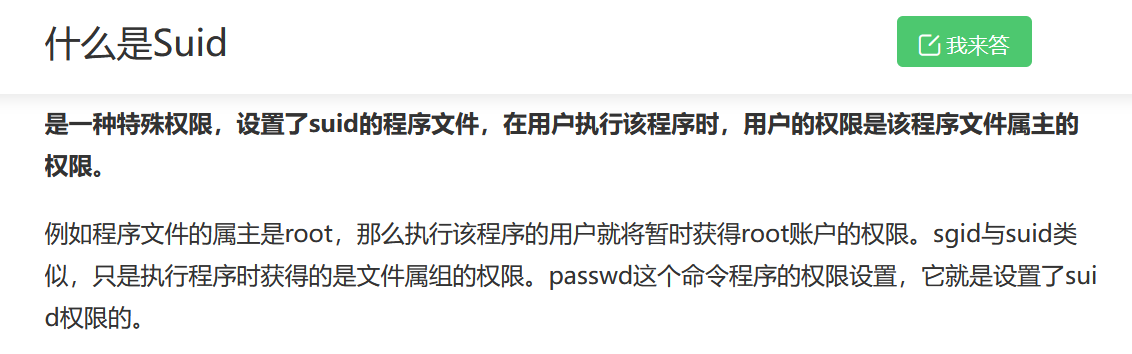 什么是Suid
我来答
是一种特殊权限，设置了suid的程序文件，在用户执行该程序时，用户的权限是该程序文件属主的
权限。
例如程序文件的属主是root，那么执行该程序的用户就将暂时获得root账户的权限。sgid与suid类
似，只是执行程序时获得的是文件属组的权限。passwd这个命令程序的权限设置，它就是设置了sui
d权限的。